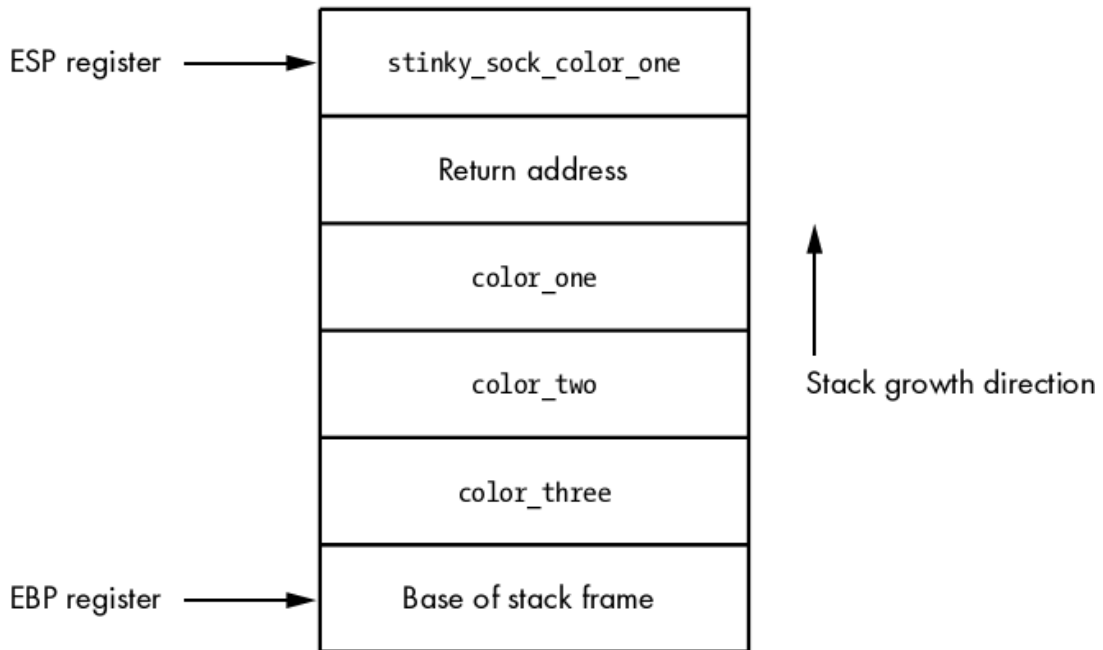 ESP register
stinky_sock_color_one
Return address
color_one
color_two
Stack growth direction
color_three
EBP register
Base of stack frame